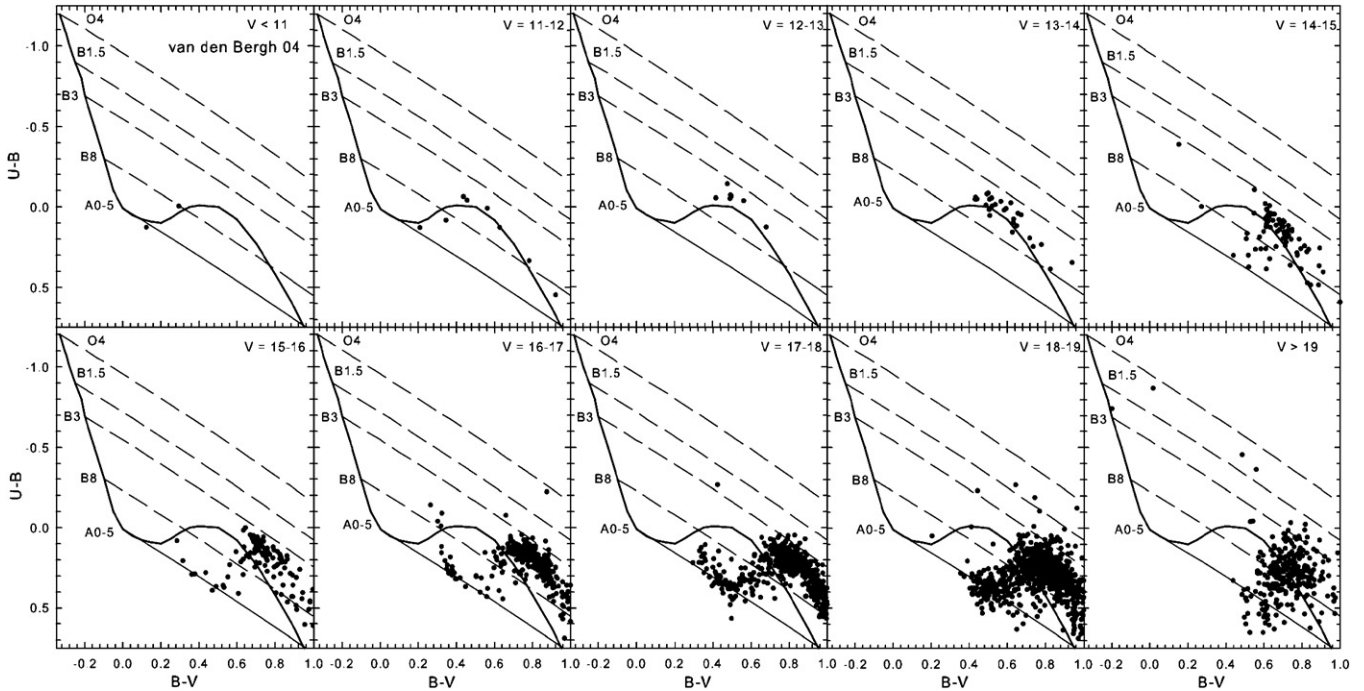 O4 V < 11
van den Bergh 04
B1.5
B3
B8
A0-5
O4 V = 11-12
B1.5
B3
B8
A0-5
O4 V = 12-13
B1.5
B3
B8
A0-5
O4 V = 13-14
B1.5
B3
B8
A0-5
O4 V = 14-15
B1.5
B3
B8
A0-5
-1.0
-0.5
0.0
0.5
U-B
O4 V = 15-16
B1.5
B3
B8
A0-5
O4 V = 16-17
B1.5
B3
B8
A0-5
O4 V = 17-18
B1.5
B3
B8
A0-5
O4 V = 18-19
B1.5
B3
B8
A0-5
O4 V > 19
B1.5
B3
B8
A0-5
-1.0
-0.5
0.0
0.5
U-B
-0.2 0.0 0.2 0.4 0.6 0.8 1.0
-0.2 0.0 0.2 0.4 0.6 0.8 1.0
-0.2 0.0 0.2 0.4 0.6 0.8 1.0
-0.2 0.0 0.2 0.4 0.6 0.8 1.0
-0.2 0.0 0.2 0.4 0.6 0.8 1.0
B-V B-V B-V B-V B-V